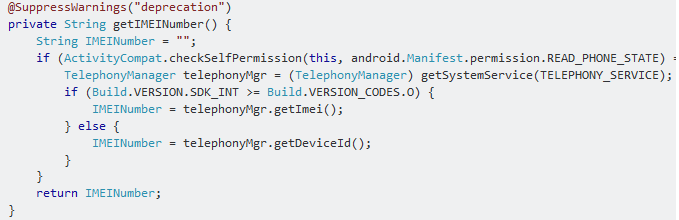 @SuppressWarnings("deprecation")
private String getIMEINumber() {
    String IMEINumber = "";
    if (ActivityCompat.checkSelfPermission(this, android.Manifest.permission.READ_PHONE_STATE) =
        TelephonyManager telephonyMgr = (TelephonyManager) getSystemService(TELEPHONY_SERVICE);
        if (Build.VERSION.SDK_INT >= Build.VERSION_CODES.O) {
            IMEINumber = telephonyMgr.getImei();
        } else {
            IMEINumber = telephonyMgr.getDeviceId();
        }
    }
    return IMEINumber;
}